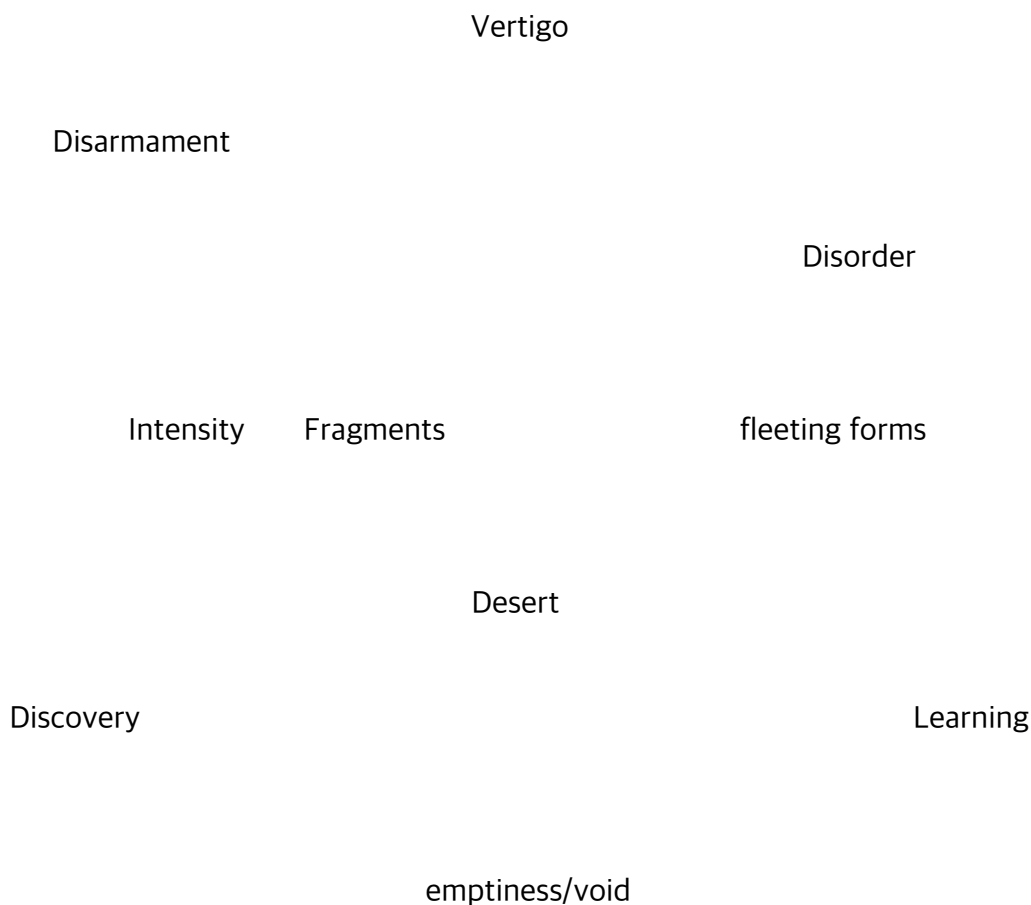 Vertigo
Disarmament
Disorder
Intensity Fragments fleeting forms
Desert
Discovery Learning
emptiness/void